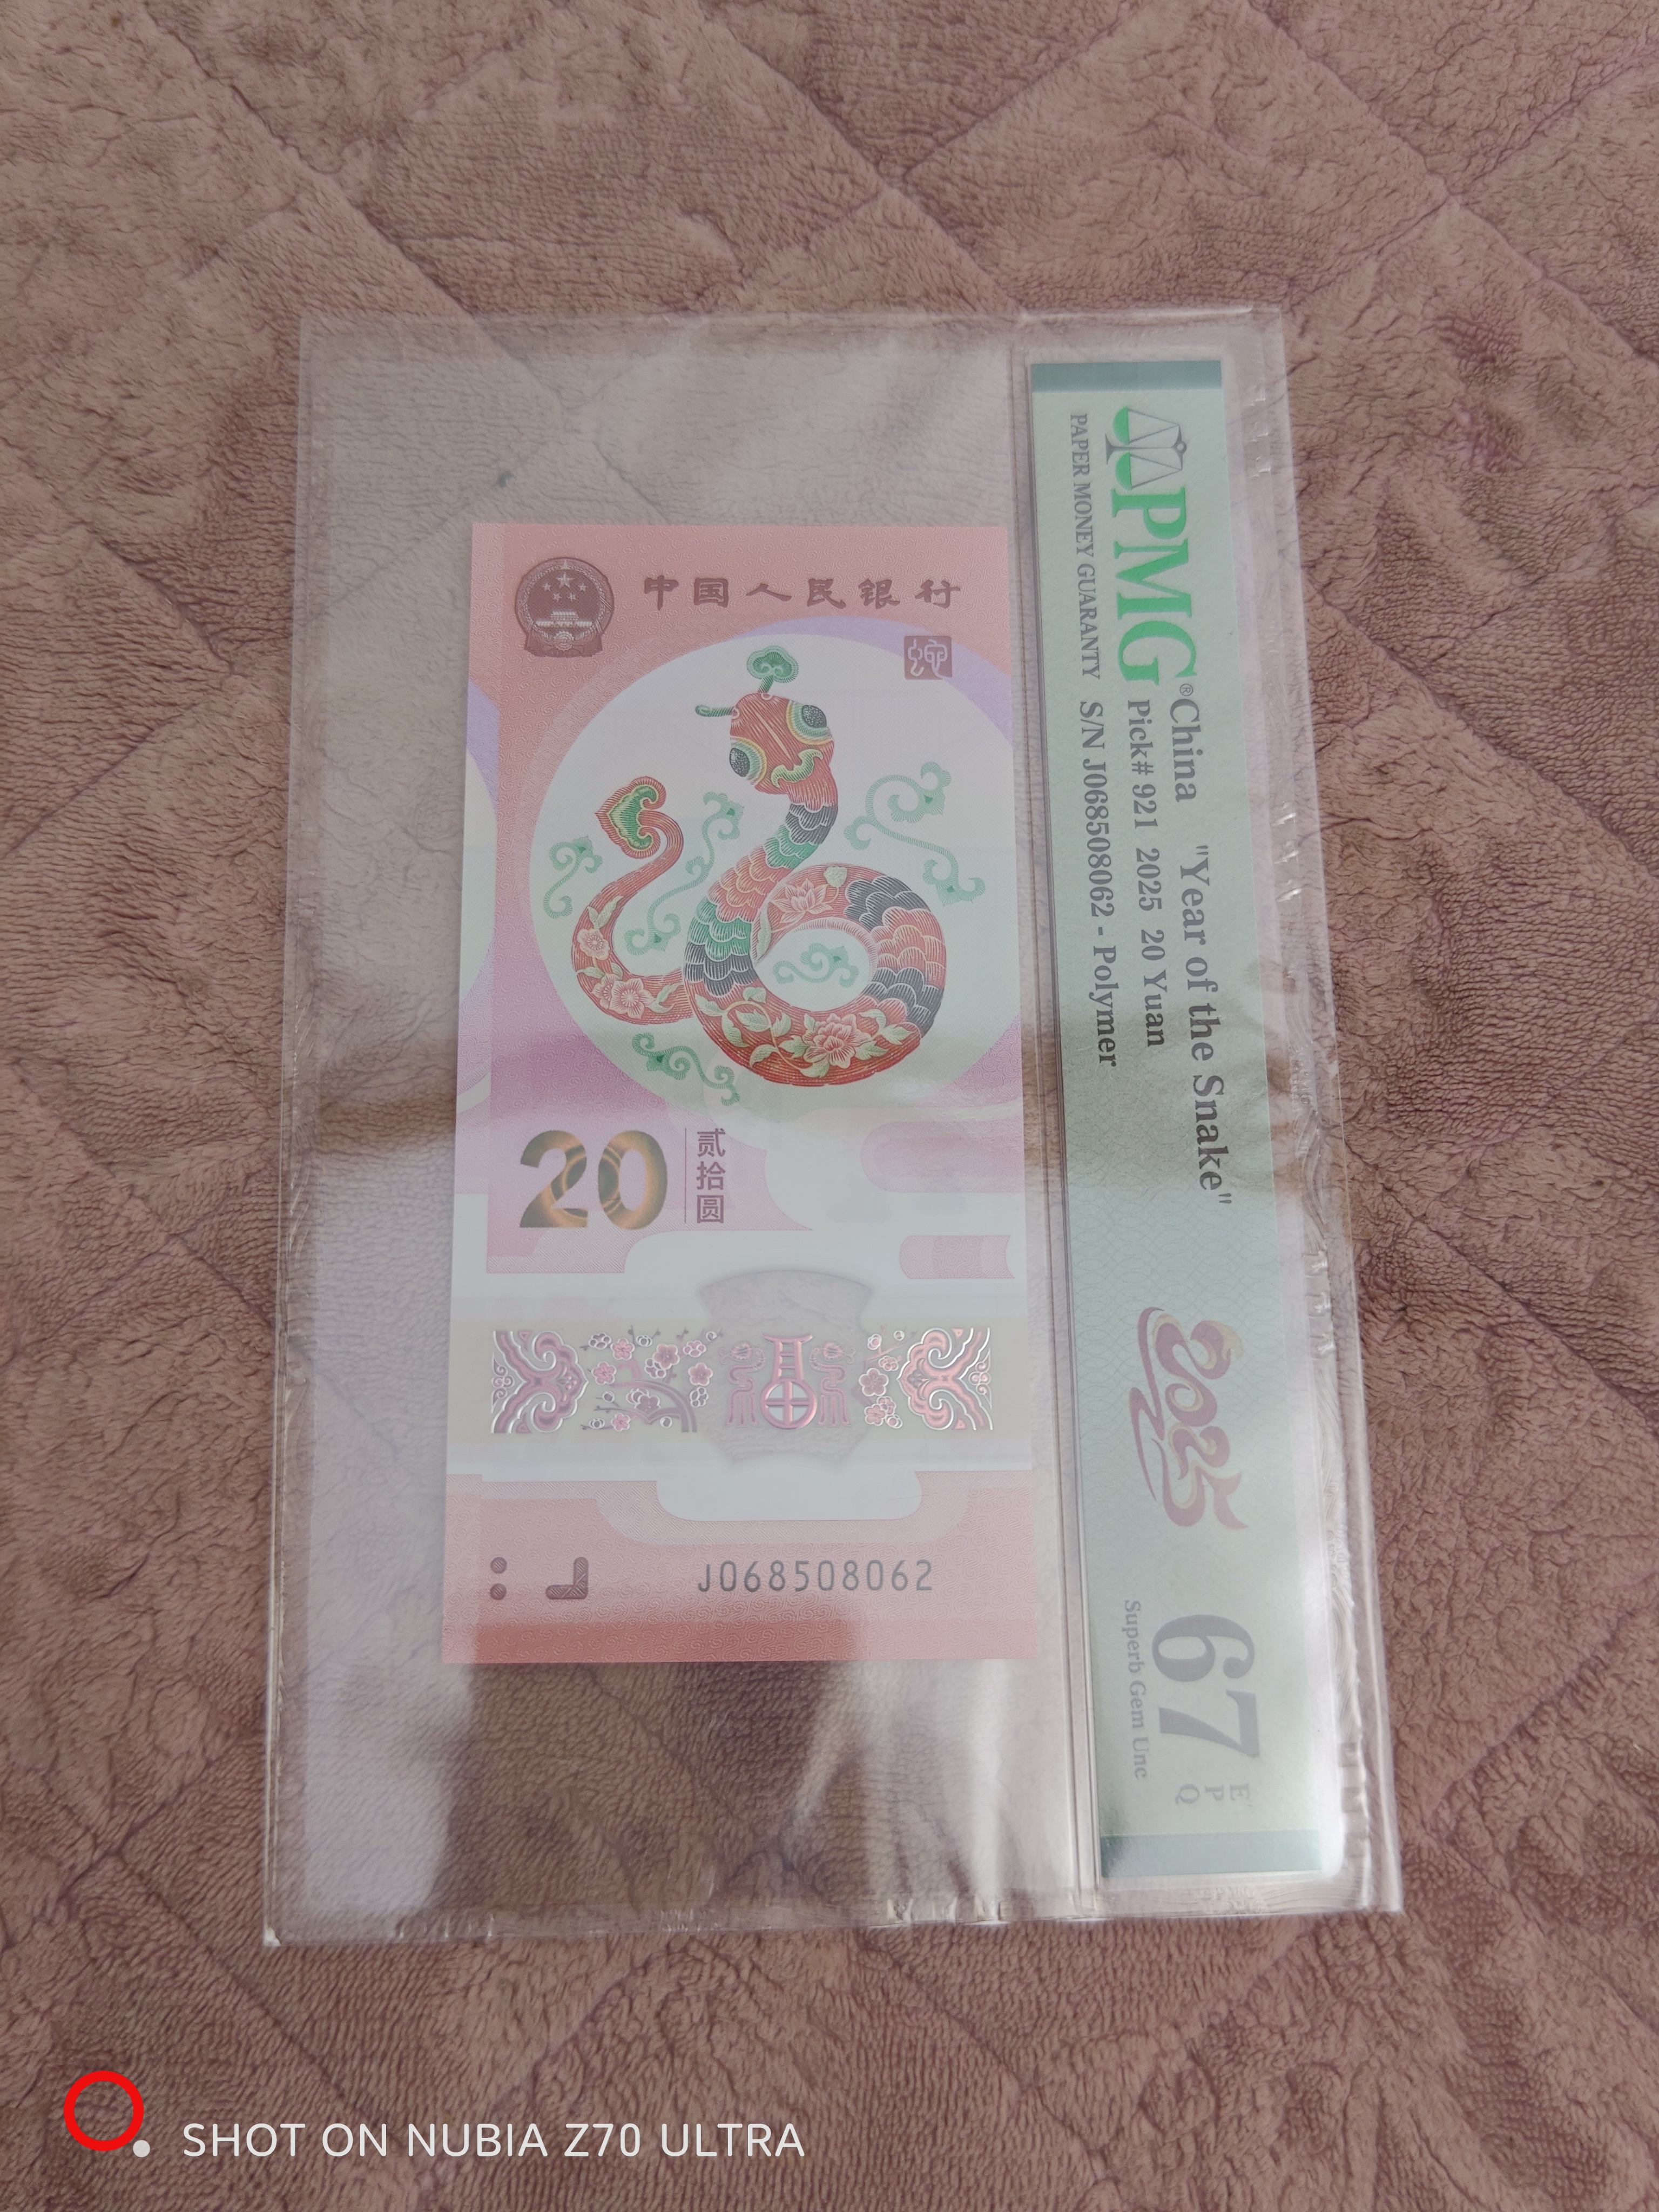 中国人民银行
20
贰拾圆
J068508062
PMG®
PAPER MONEY GUARANTY
China "Year of the Snake"
Pick# 921 2025 20 Yuan
S/N J068508062 - Polymer
2025
67
EPQ
Superb Gem Unc
SHOT ON NUBIA Z70 ULTRA